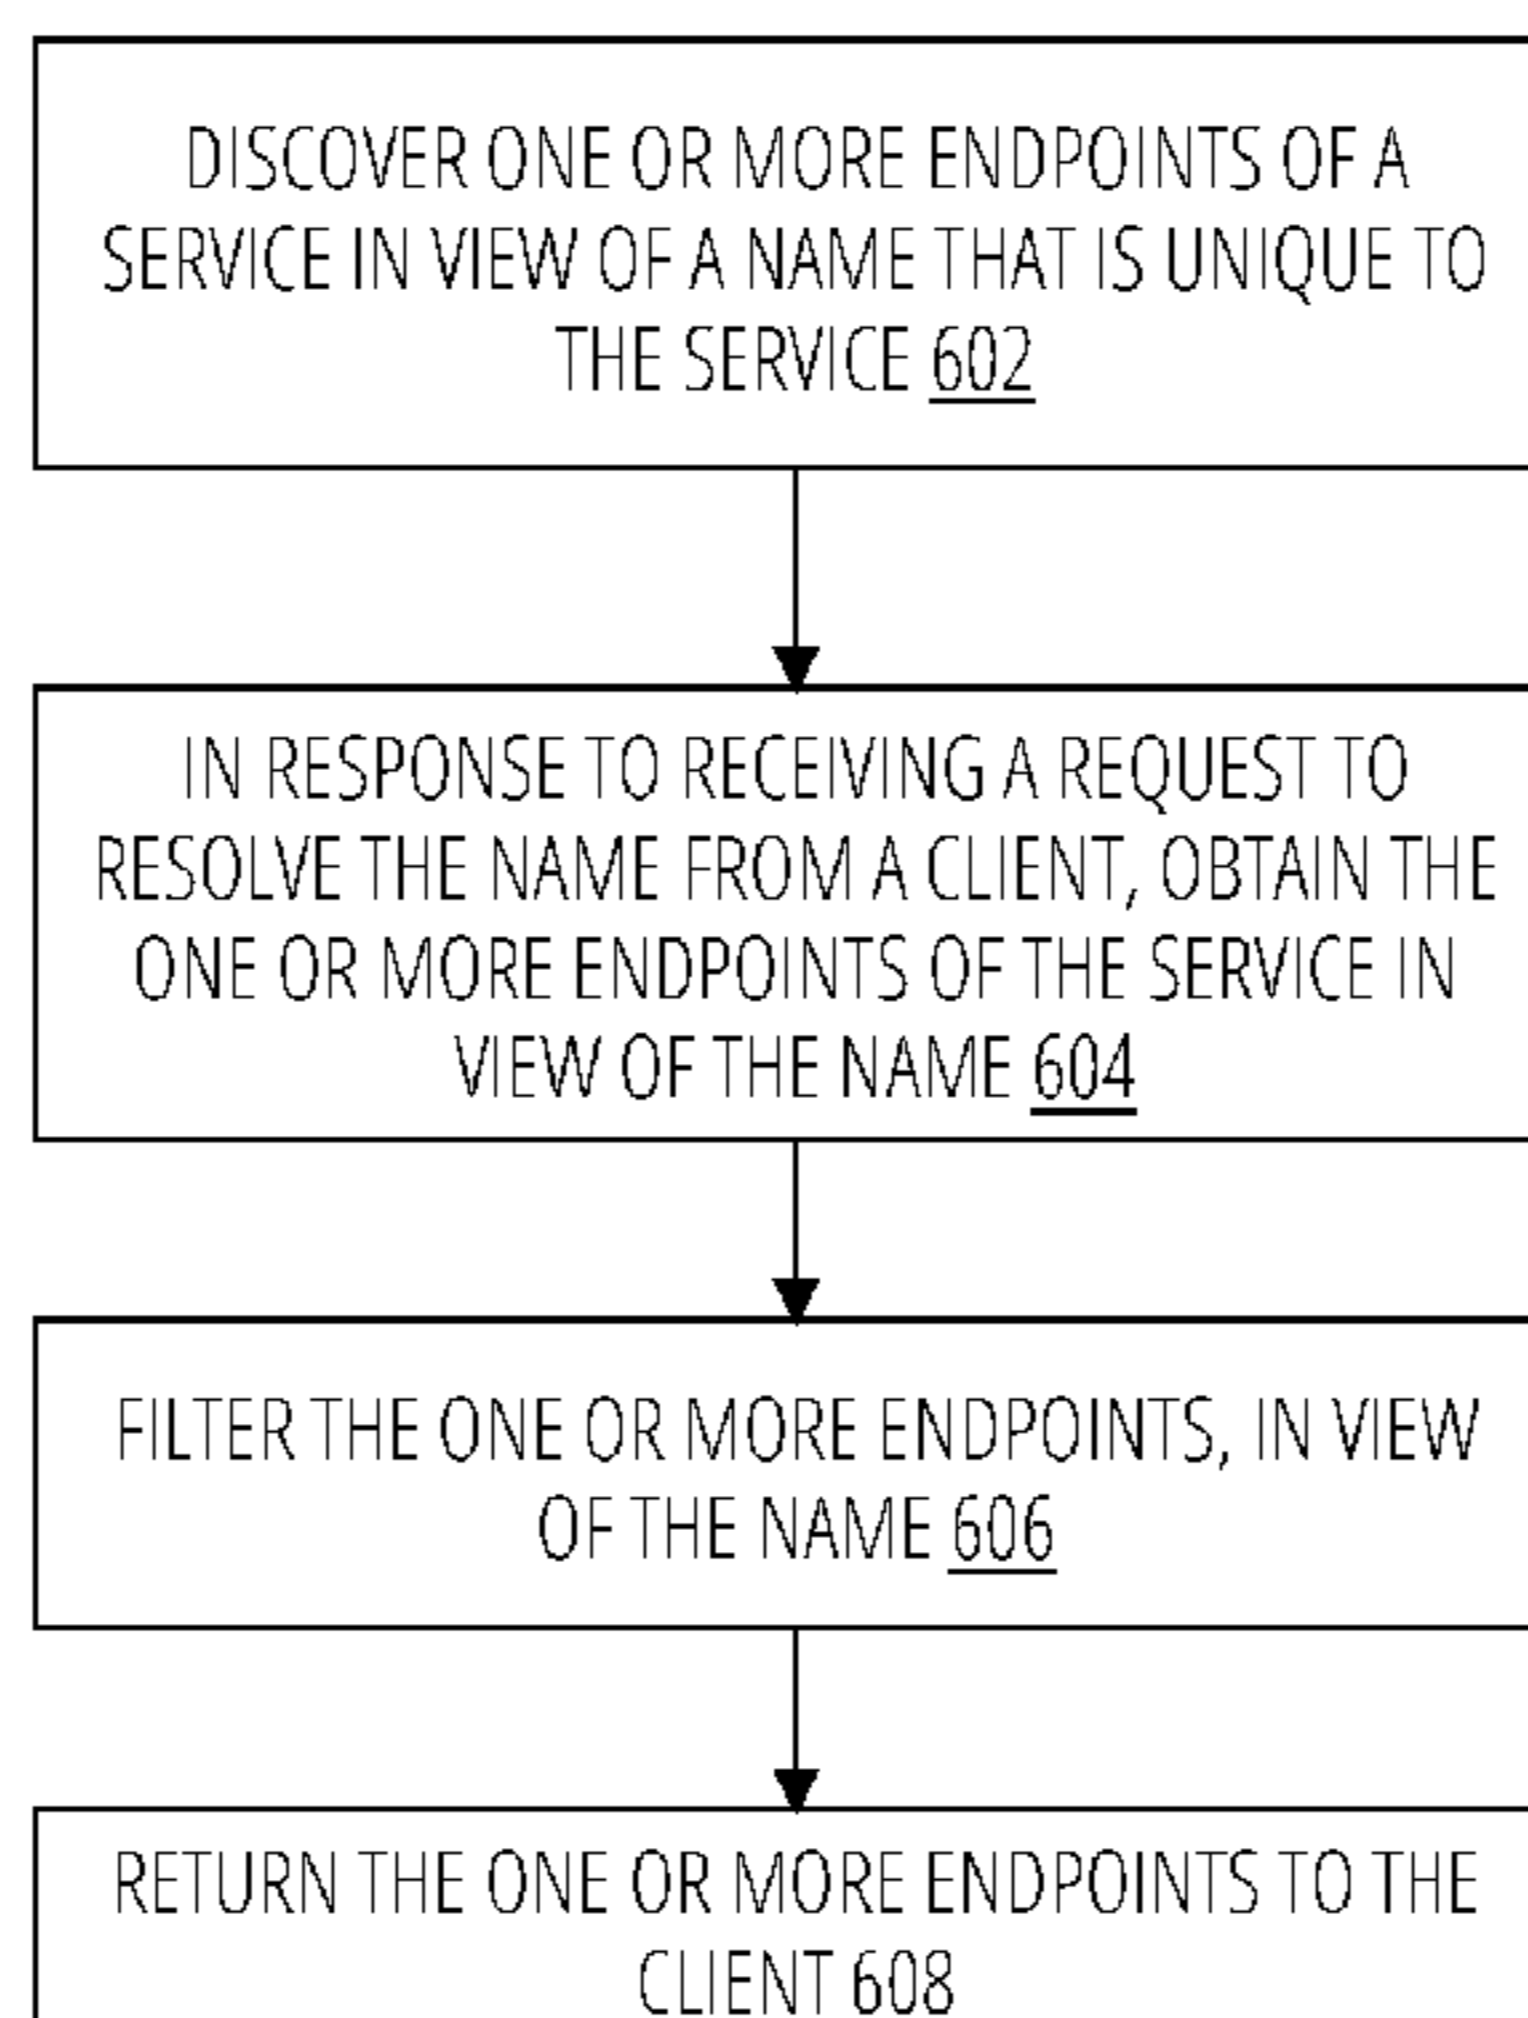 DISCOVER ONE OR MORE ENDPOINTS OF A
SERVICE IN VIEW OF A NAME THAT IS UNIQUE TO
THE SERVICE 602
IN RESPONSE TO RECEIVING A REQUEST TO
RESOLVE THE NAME FROM A CLIENT, OBTAIN THE
ONE OR MORE ENDPOINTS OF THE SERVICE IN
VIEW OF THE NAME 604
FILTER THE ONE OR MORE ENDPOINTS, IN VIEW
OF THE NAME 606
RETURN THE ONE OR MORE ENDPOINTS TO THE
CLIENT 608